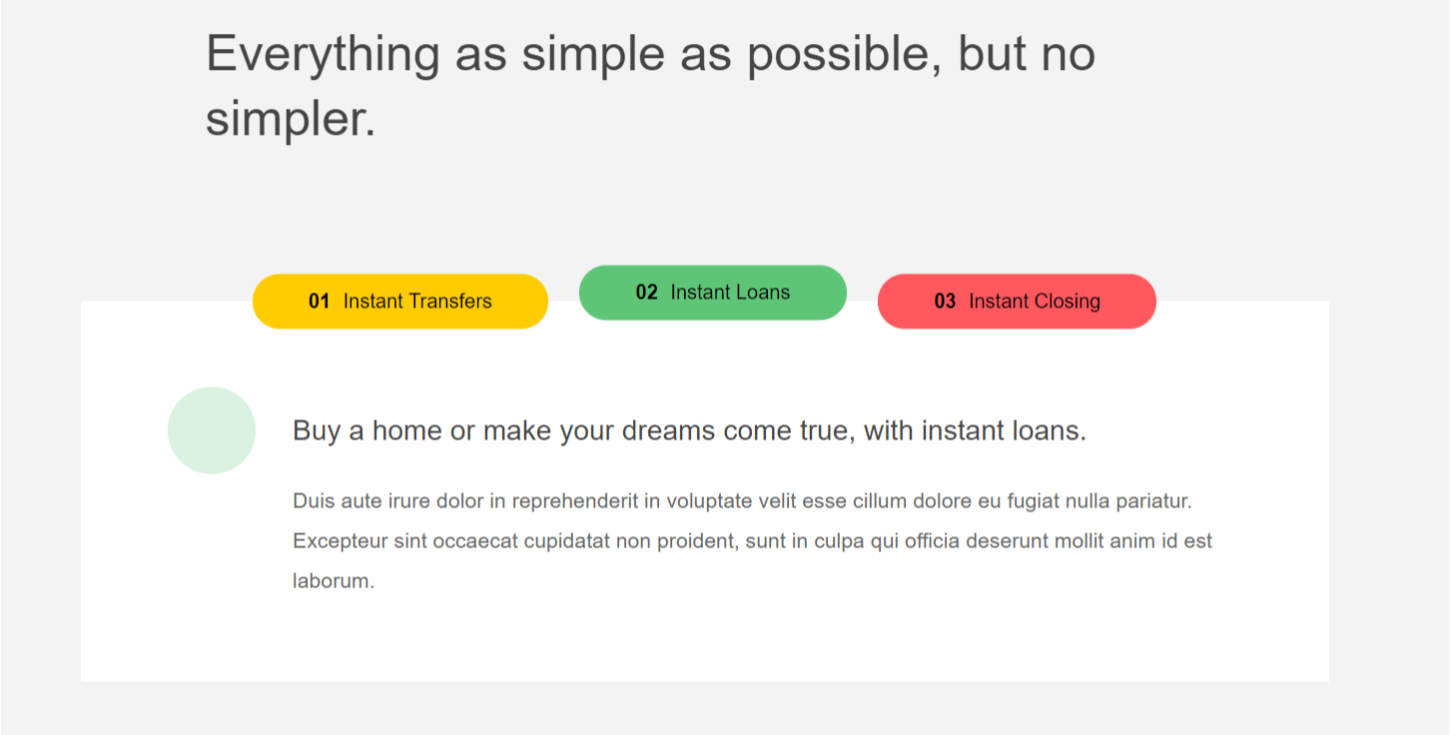 Everything as simple as possible, but no
simpler.
01 Instant Transfers
02 Instant Loans
03 Instant Closing
Buy a home or make your dreams come true, with instant loans.
Duis aute irure dolor in reprehenderit in voluptate velit esse cillum dolore eu fugiat nulla pariatur.
Excepteur sint occaecat cupidatat non proident, sunt in culpa qui officia deserunt mollit anim id est
laborum.